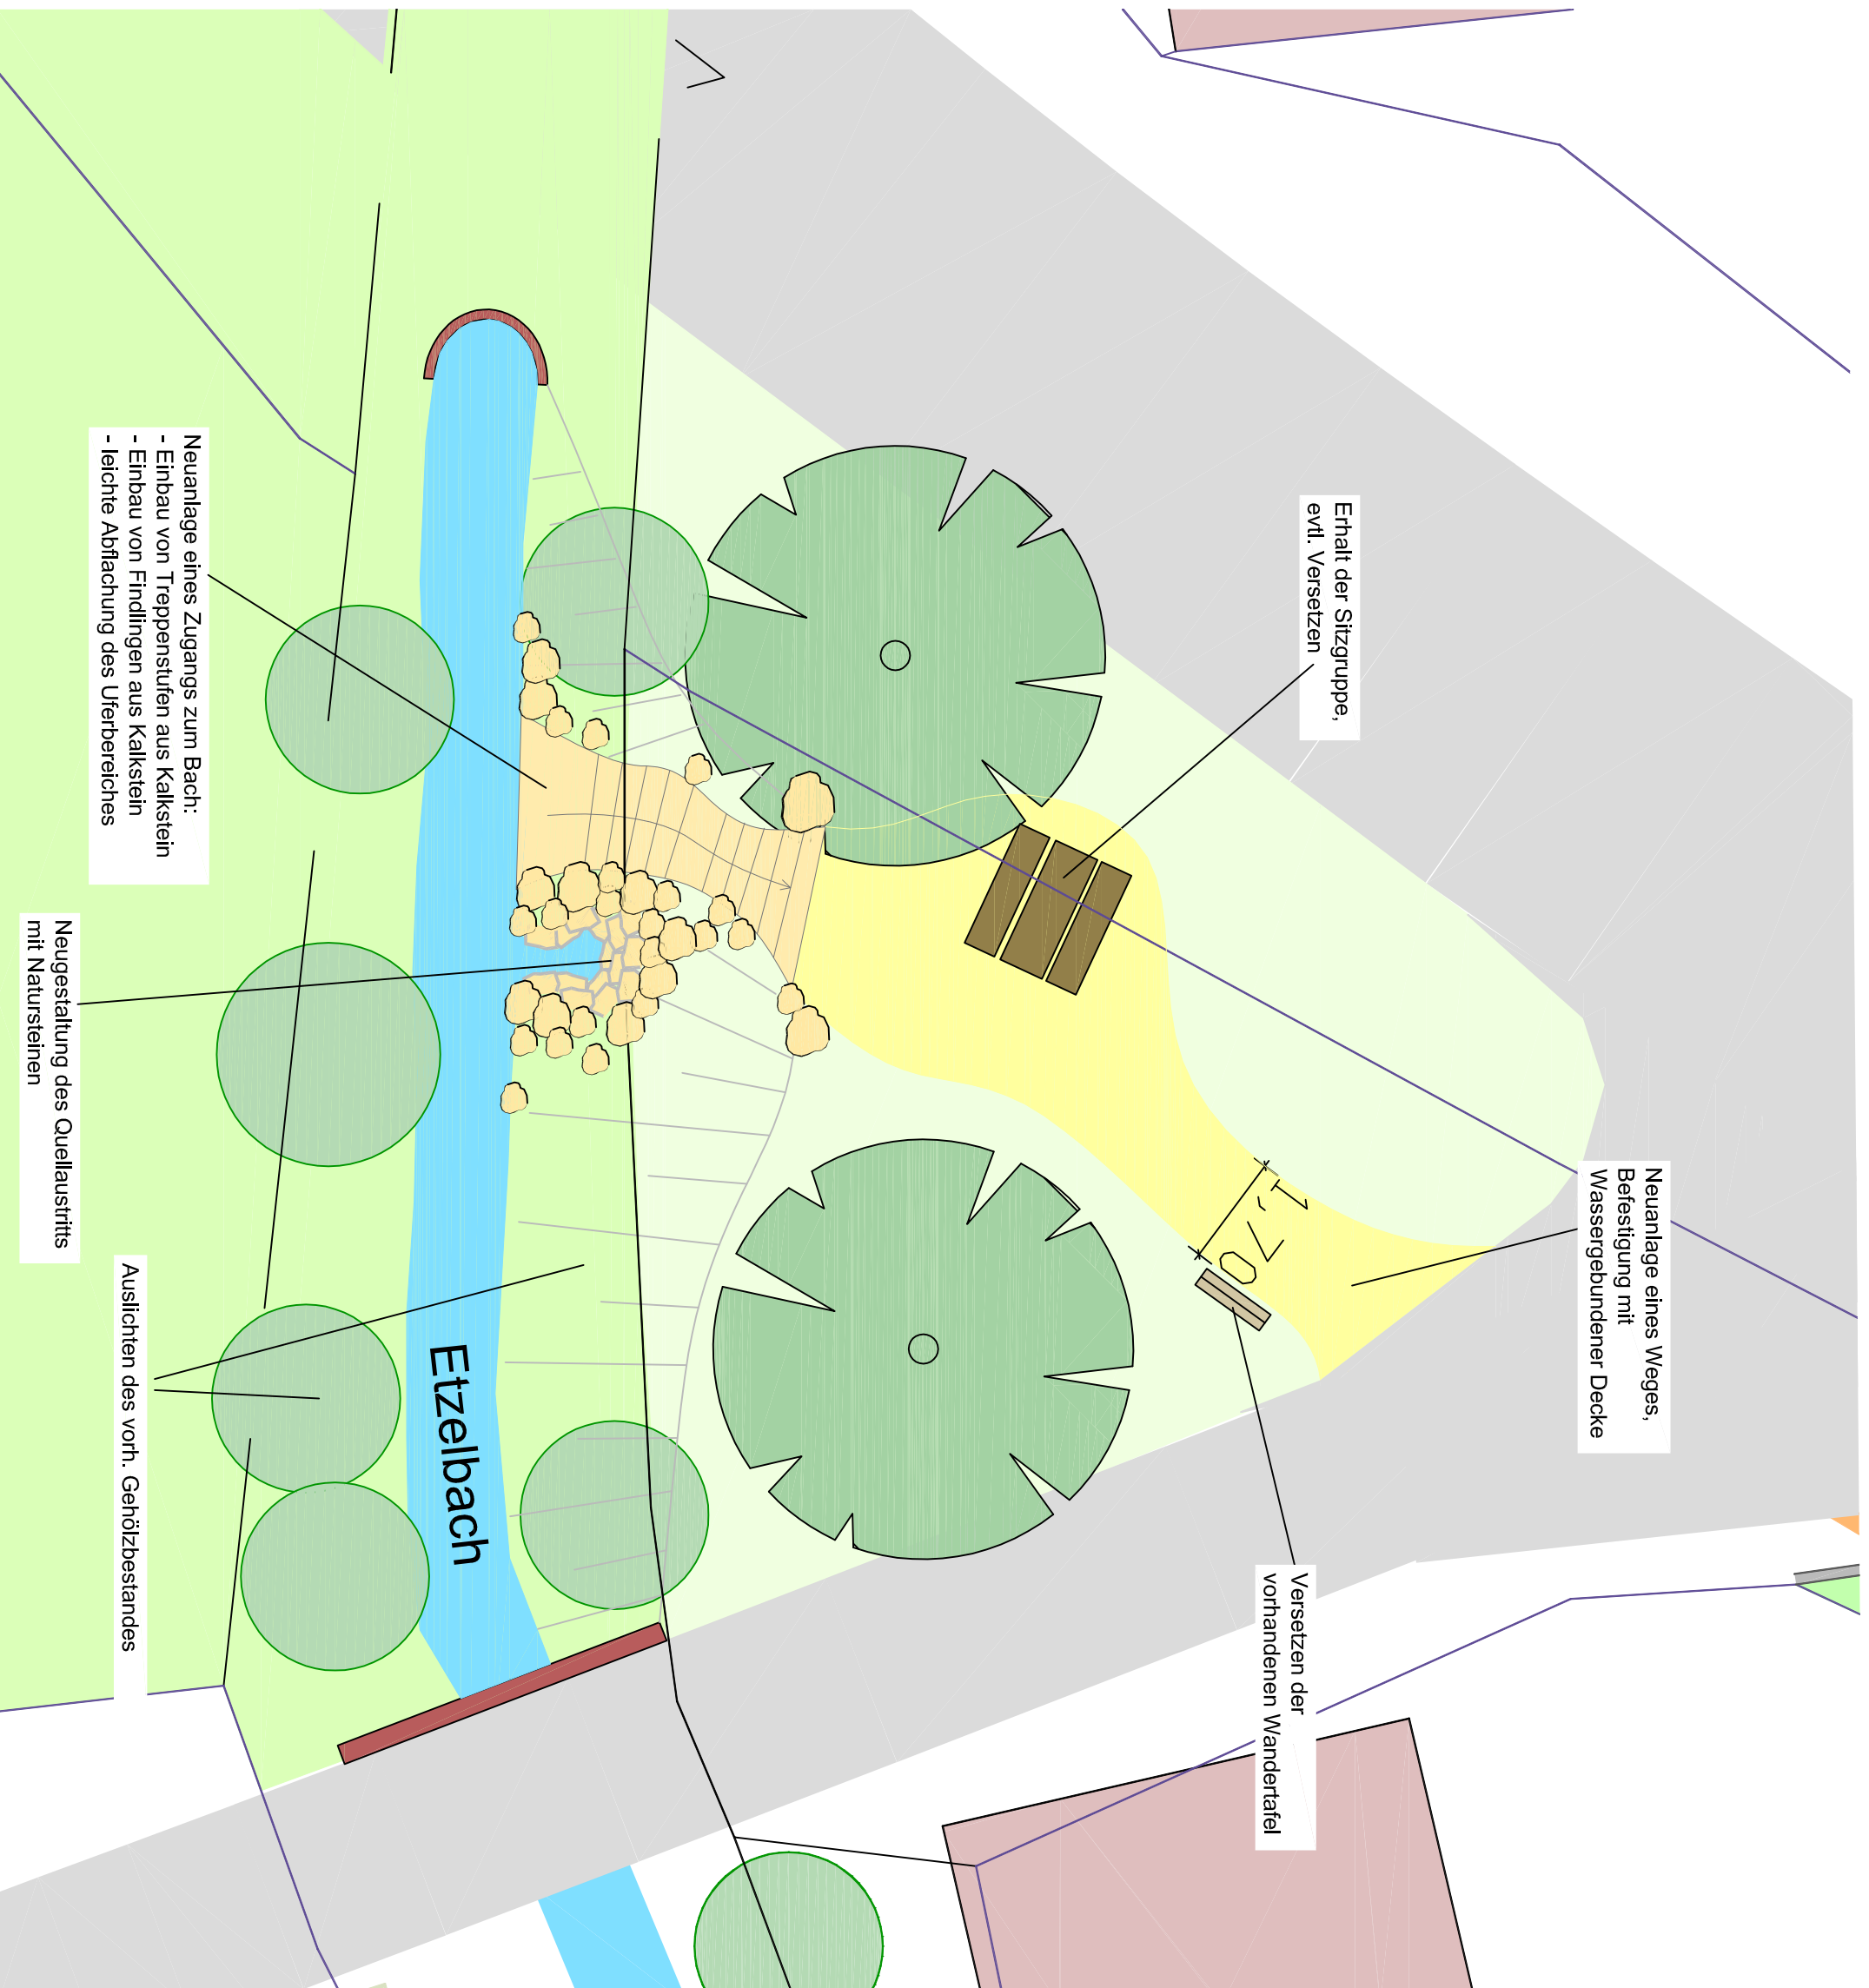 Neuanlage eines Weges,
Befestigung mit
Wassergebundener Decke
Erhalt der Sitzgruppe,
evtl. Versetzen
Versetzen der
vorhandenen Wandertafel
1,70
Etzelbach
Neuanlage eines Zugangs zum Bach:
- Einbau von Treppenstufen aus Kalkstein
- Einbau von Findlingen aus Kalkstein
- leichte Abflachung des Uferbereiches
Auslichten des vorh. Gehölzbestandes
Neugestaltung des Quellaustritts
mit Natursteinen